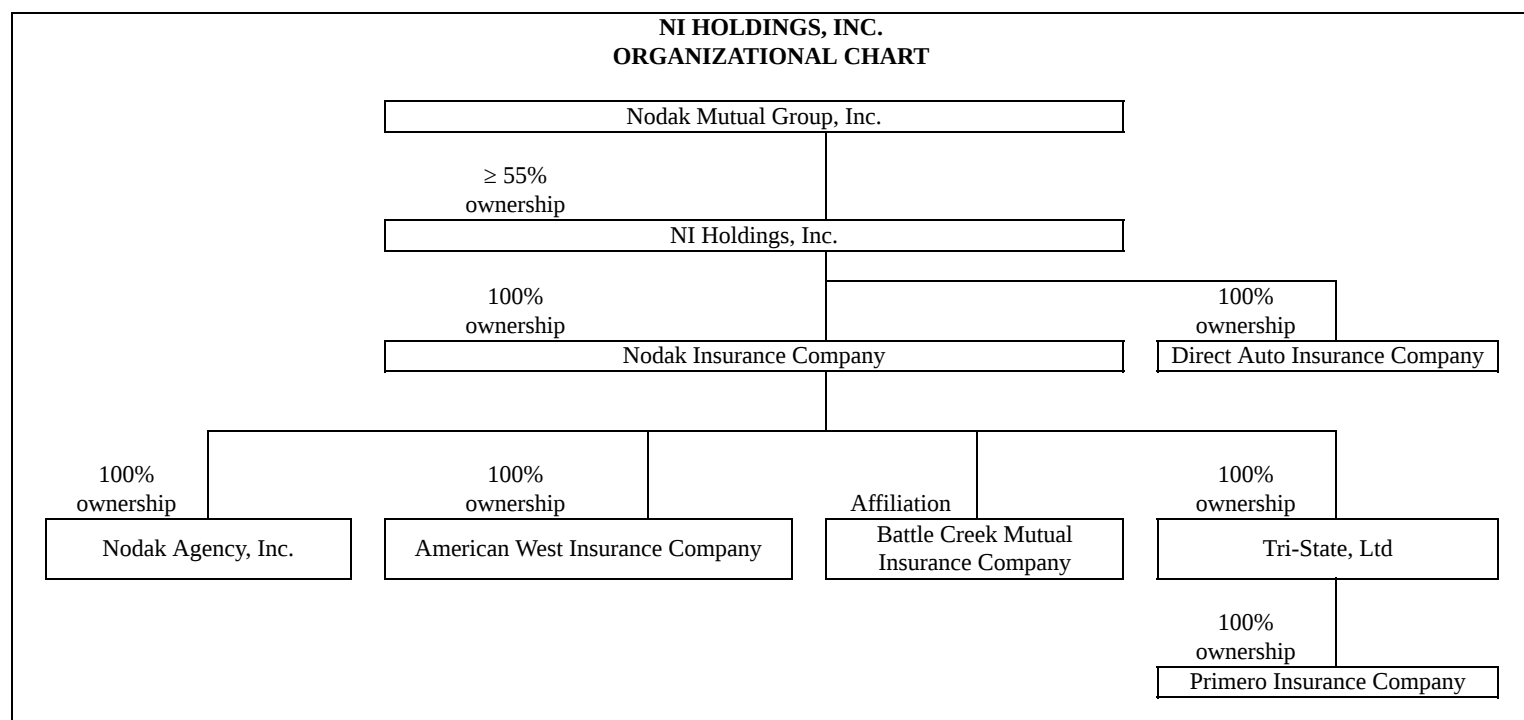 NI HOLDINGS, INC.
ORGANIZATIONAL CHART
Nodak Mutual Group, Inc.
≥ 55%
ownership
NI Holdings, Inc.
100%
ownership
100%
ownership
Nodak Insurance Company
Direct Auto Insurance Company
100%
ownership
100%
ownership
Affiliation
100%
ownership
Nodak Agency, Inc.
American West Insurance Company
Battle Creek Mutual
Insurance Company
Tri-State, Ltd
100%
ownership
Primero Insurance Company